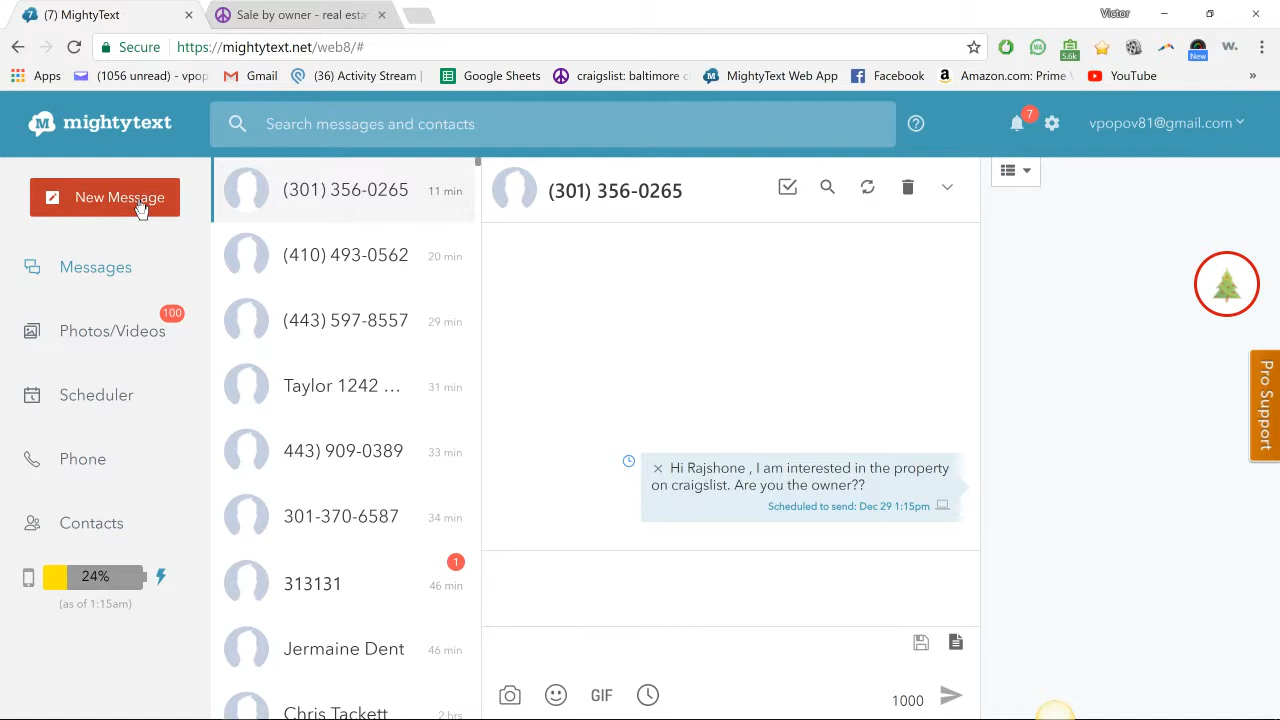 (7) MightyText
Sale by owner - real esta
Victor
Secure
https://mightytext.net/web8/#
5.6k
New
W.
Apps
(1056 unread) - vpop
Gmail
(36) Activity Stream |
Google Sheets
craigslist: baltimore c
MightyText Web App
Facebook
Amazon.com: Prime
YouTube
»
mightytext
Search messages and contacts
7
vpopov81@gmail.com
New Message
Messages
Photos/Videos
100
Scheduler
Phone
Contacts
24%
(as of 1:15am)
(301) 356-0265
11 min
(410) 493-0562
20 min
(443) 597-8557
29 min
Taylor 1242 ...
31 min
443) 909-0389
33 min
301-370-6587
34 min
313131
1
46 min
Jermaine Dent
46 min
Chris Tackett
2 hrs
(301) 356-0265
Hi Rajshone , I am interested in the property
on craigslist. Are you the owner??
Scheduled to send: Dec 29 1:15pm
GIF
1000
Pro Support